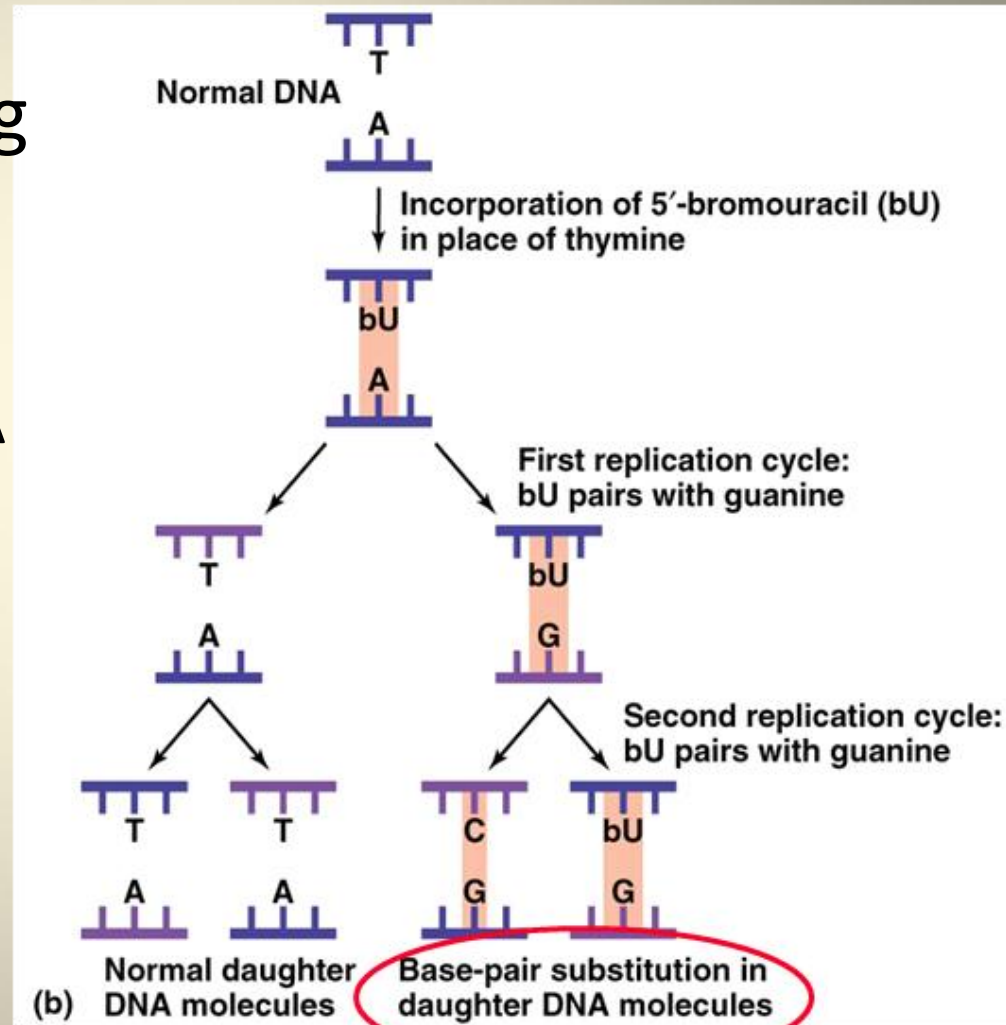 T
Normal DNA
g
A
Incorporation of 5′-bromouracil (bU)
in place of thymine
bU
A
First replication cycle:
bU pairs with guanine
T
bU
A
G
Second replication cycle:
bU pairs with guanine
T
T
C
bU
A
A
G
G
Normal daughter
DNA molecules
Base-pair substitution in
daughter DNA molecules
(b)